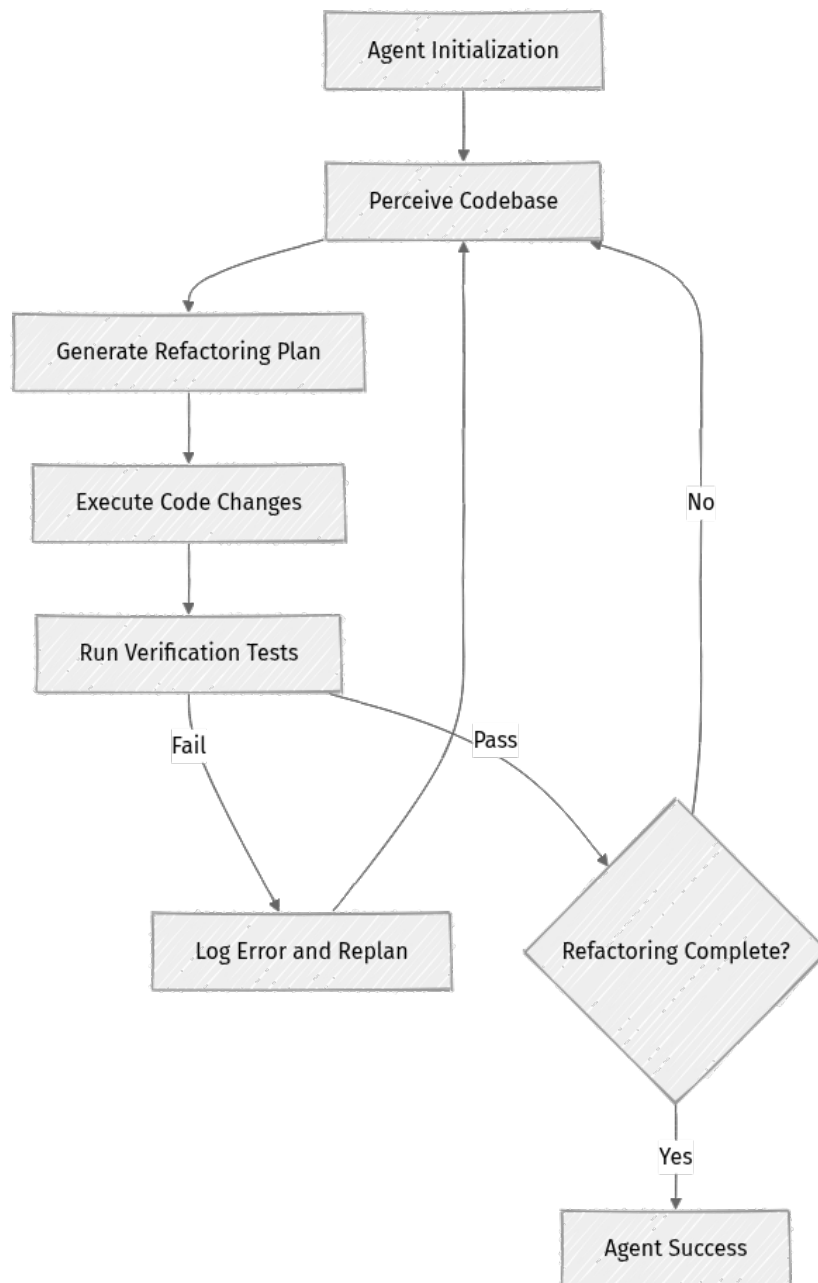 Agent Initialization
Perceive Codebase
Generate Refactoring Plan
Execute Code Changes
No
Run Verification Tests
Fail
Pass
Log Error and Replan
Refactoring Complete?
Yes
Agent Success